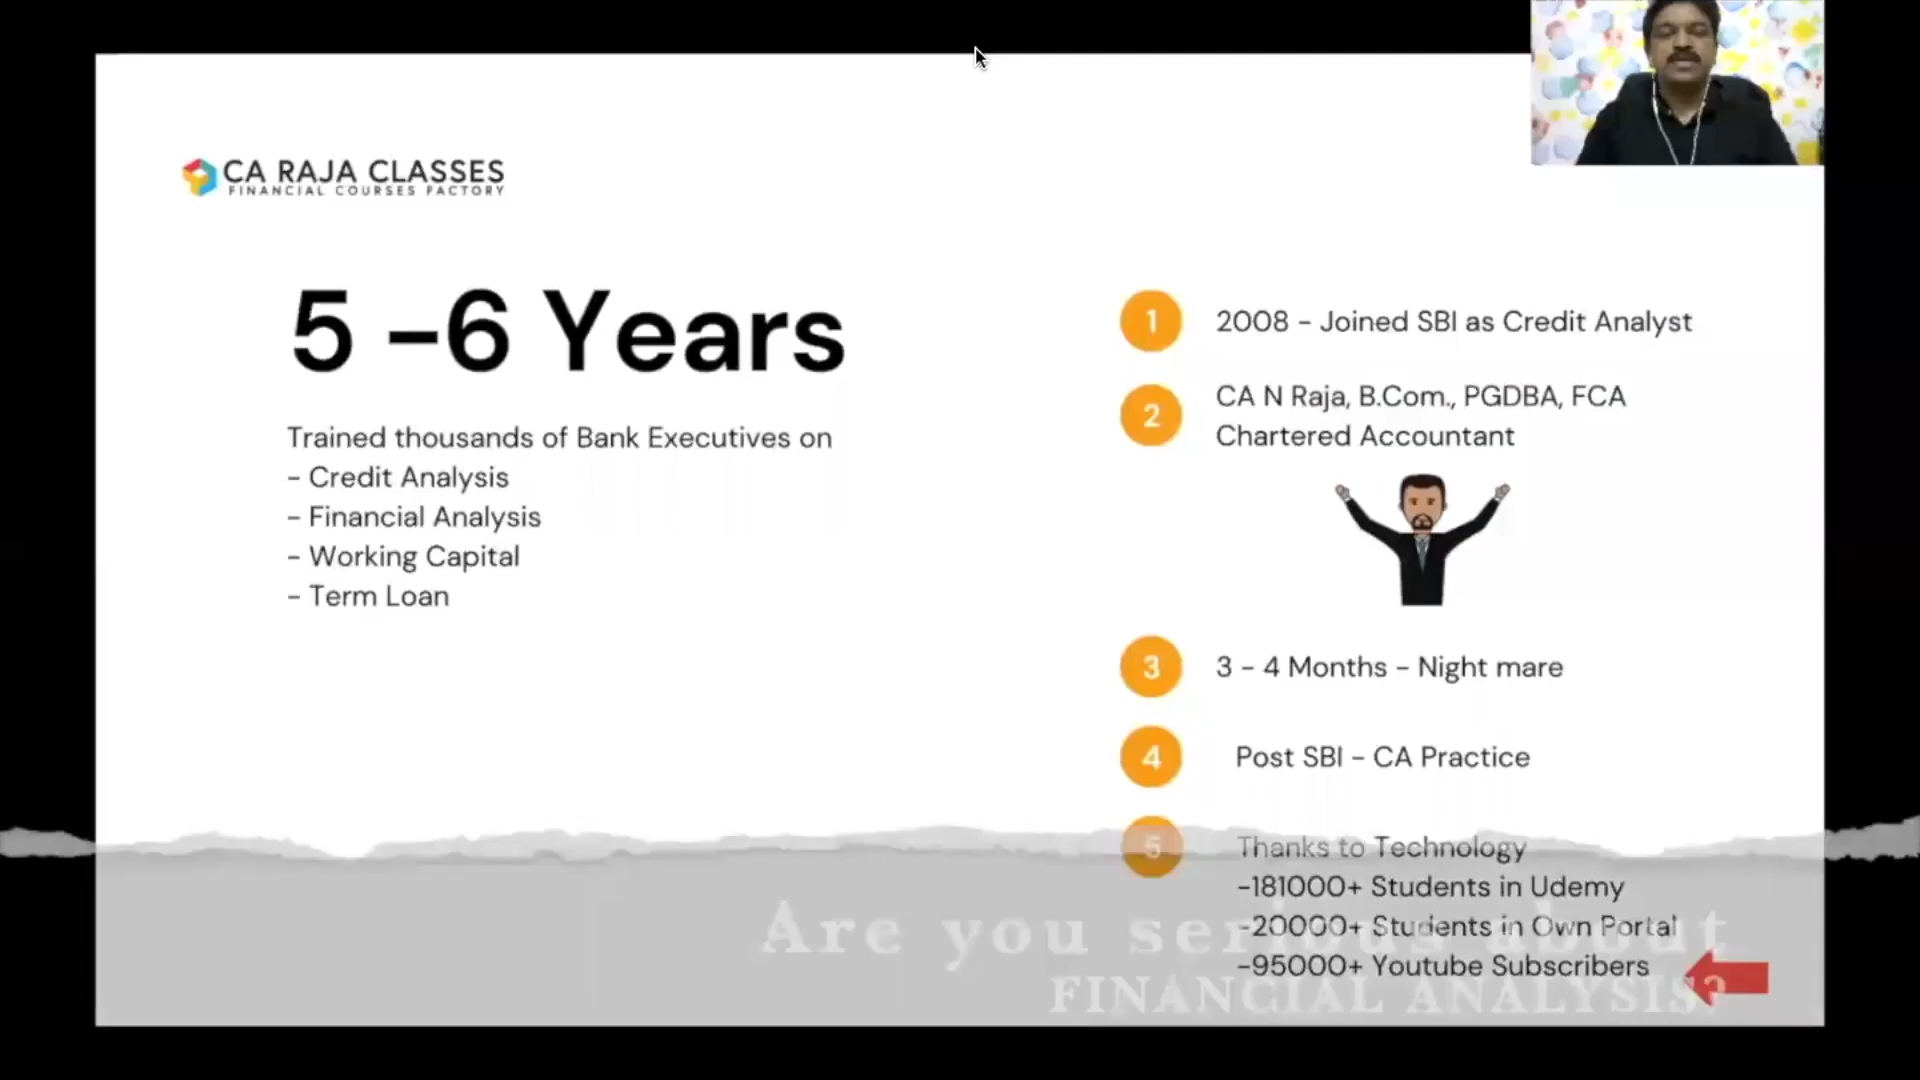 CA RAJA CLASSES
FINANCIAL COURSES FACTORY
5 –6 Years
Trained thousands of Bank Executives on
- Credit Analysis
- Financial Analysis
- Working Capital
- Term Loan
1
2008 - Joined SBI as Credit Analyst
2
CA N Raja, B.Com., PGDBA, FCA
Chartered Accountant
3
3 - 4 Months - Night mare
4
Post SBI - CA Practice
5
Thanks to Technology
-181000+ Students in Udemy
-20000+ Students in Own Portal
-95000+ Youtube Subscribers
Are you serious about
FINANCIAL ANALYSIS?